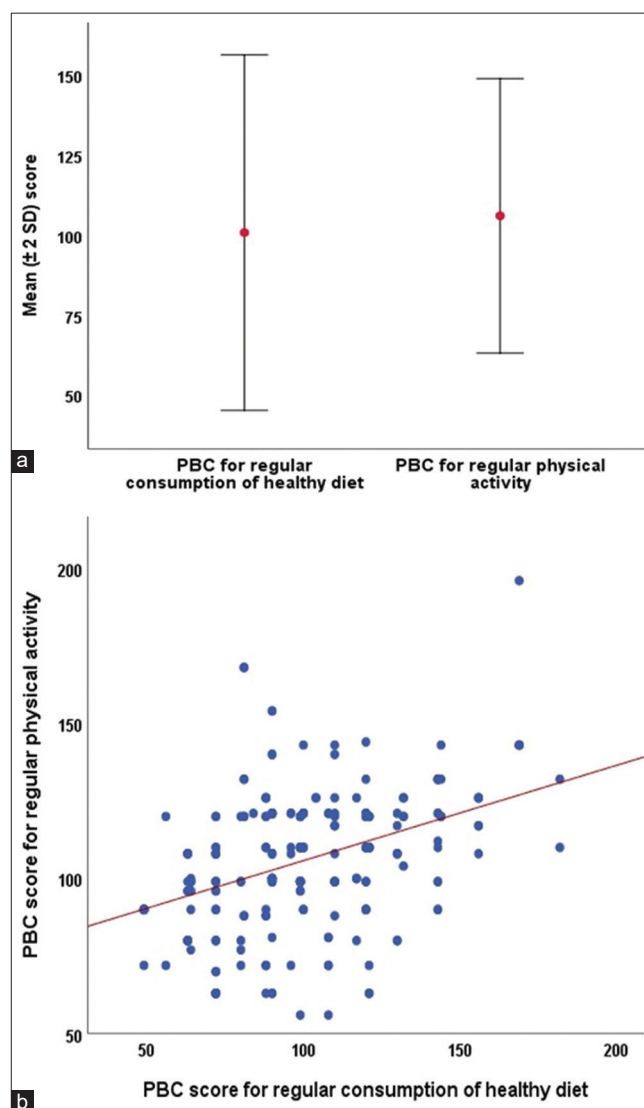 150
125
100
75
50
Mean (± 2 SD) score
a
PBC for regular
consumption of healthy diet
PBC for regular physical
activity
200
150
100
50
PBC score for regular physical activity
50 100 150 200
PBC score for regular consumption of healthy diet
b